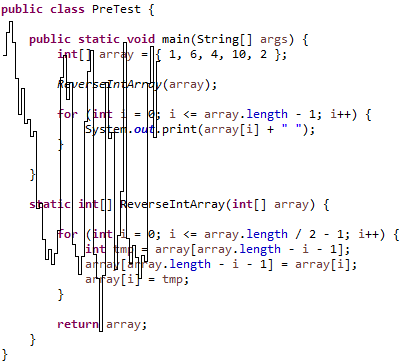 public class PreTest {
public static void main(String[] args) {
int[] array = { 1, 6, 4, 10, 2 };
ReverseIntArray(array);
for (int i = 0; i <= array.length - 1; i++) {
System.out.print(array[i] + " ");
}
}
static int[] ReverseIntArray(int[] array) {
for (int i = 0; i <= array.length / 2 - 1; i++) {
int tmp = array[array.length - i - 1];
array[array.length - i - 1] = array[i];
array[i] = tmp;
}
return array;
}
}